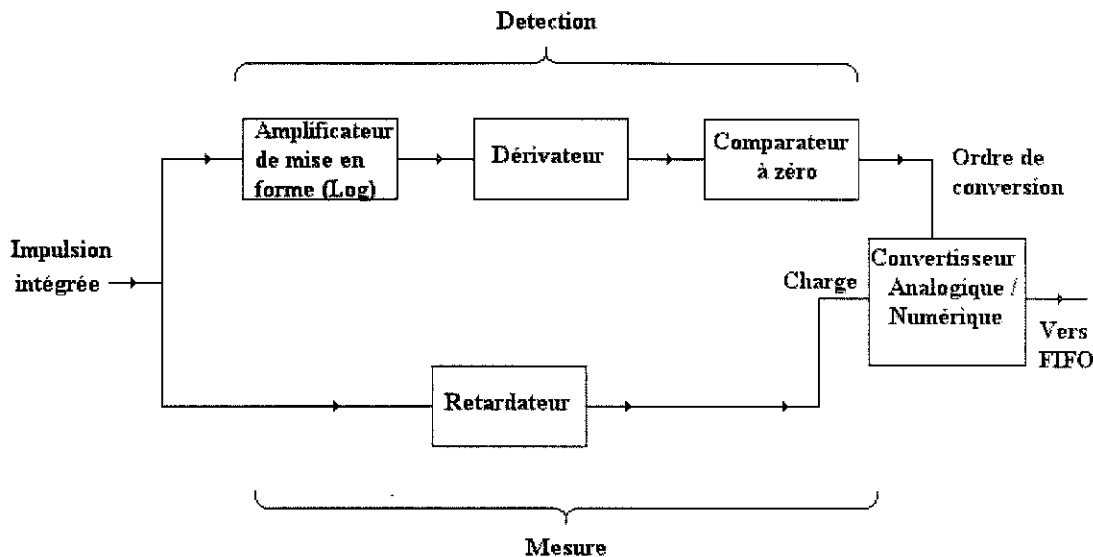 Detection
Amplificateur
de mise en
forme (Log)
Dérivateur
Comparateur
à zéro
Ordre de
conversion
Impulsion
intégrée
Charge
Convertisseur
Analogique /
Numérique
Vers
FIFO
Retardateur
Mesure